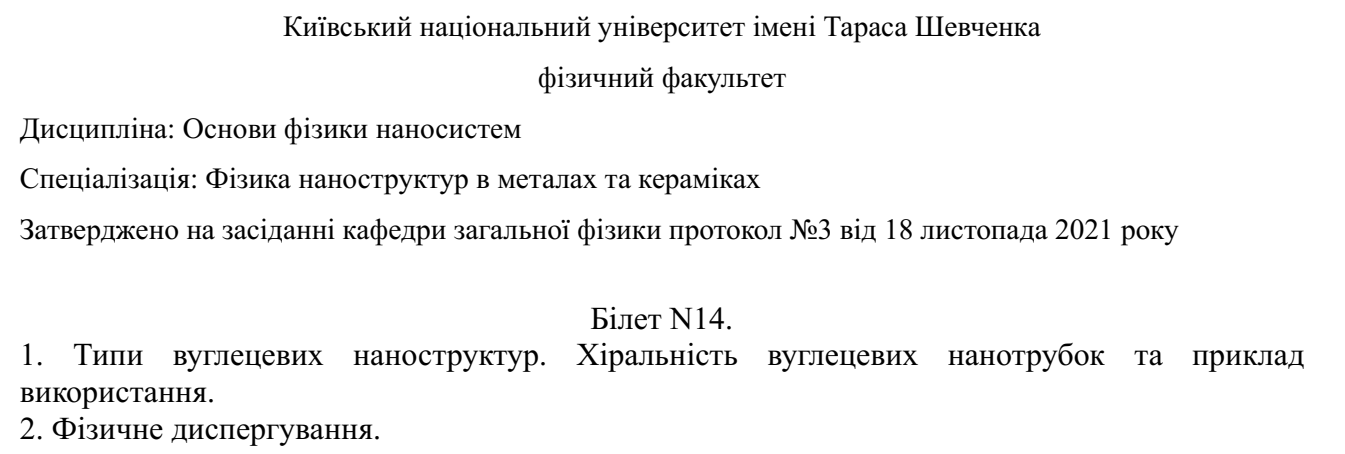 Київський національний університет імені Тараса Шевченка
фізичний факультет
Дисципліна: Основи фізики наносистем
Спеціалізація: Фізика наноструктур в металах та кераміках
Затверджено на засіданні кафедри загальної фізики протокол №3 від 18 листопада 2021 року
Білет N14.
1. Типи вуглецевих наноструктур. Хіральність вуглецевих нанотрубок та приклад
використання.
2. Фізичне диспергування.